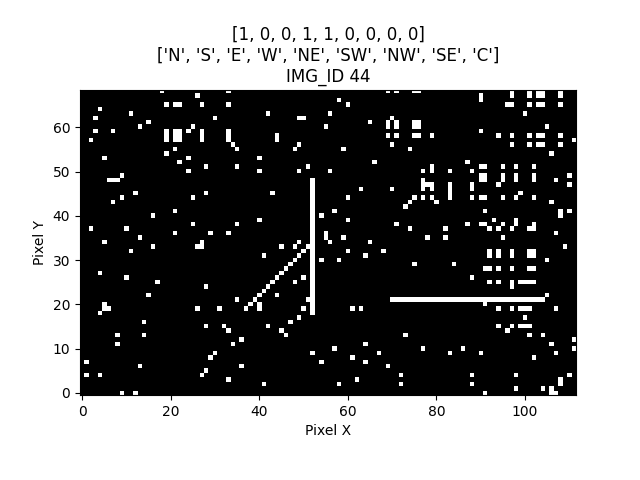 [1, 0, 0, 1, 1, 0, 0, 0, 0]
['N', 'S', 'E', 'W', 'NE', 'SW', 'NW', 'SE', 'C']
IMG_ID 44
60
50
40
30
20
10
0
Pixel Y
0 20 40 60 80 100
Pixel X